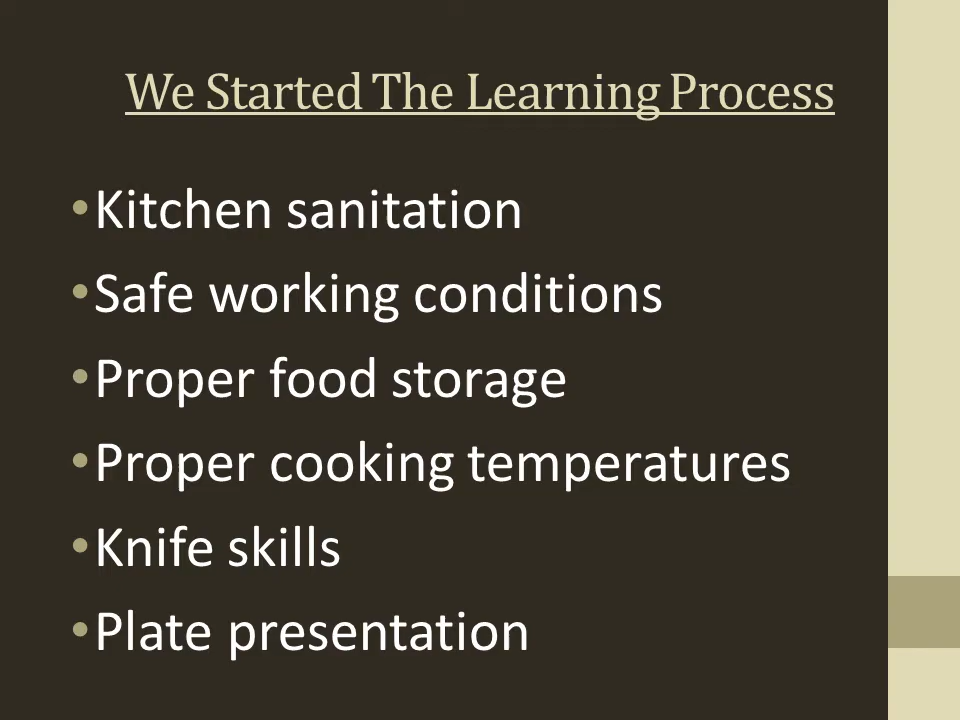 We Started The Learning Process
•Kitchen sanitation
•Safe working conditions
•Proper food storage
•Proper cooking temperatures
•Knife skills
•Plate presentation